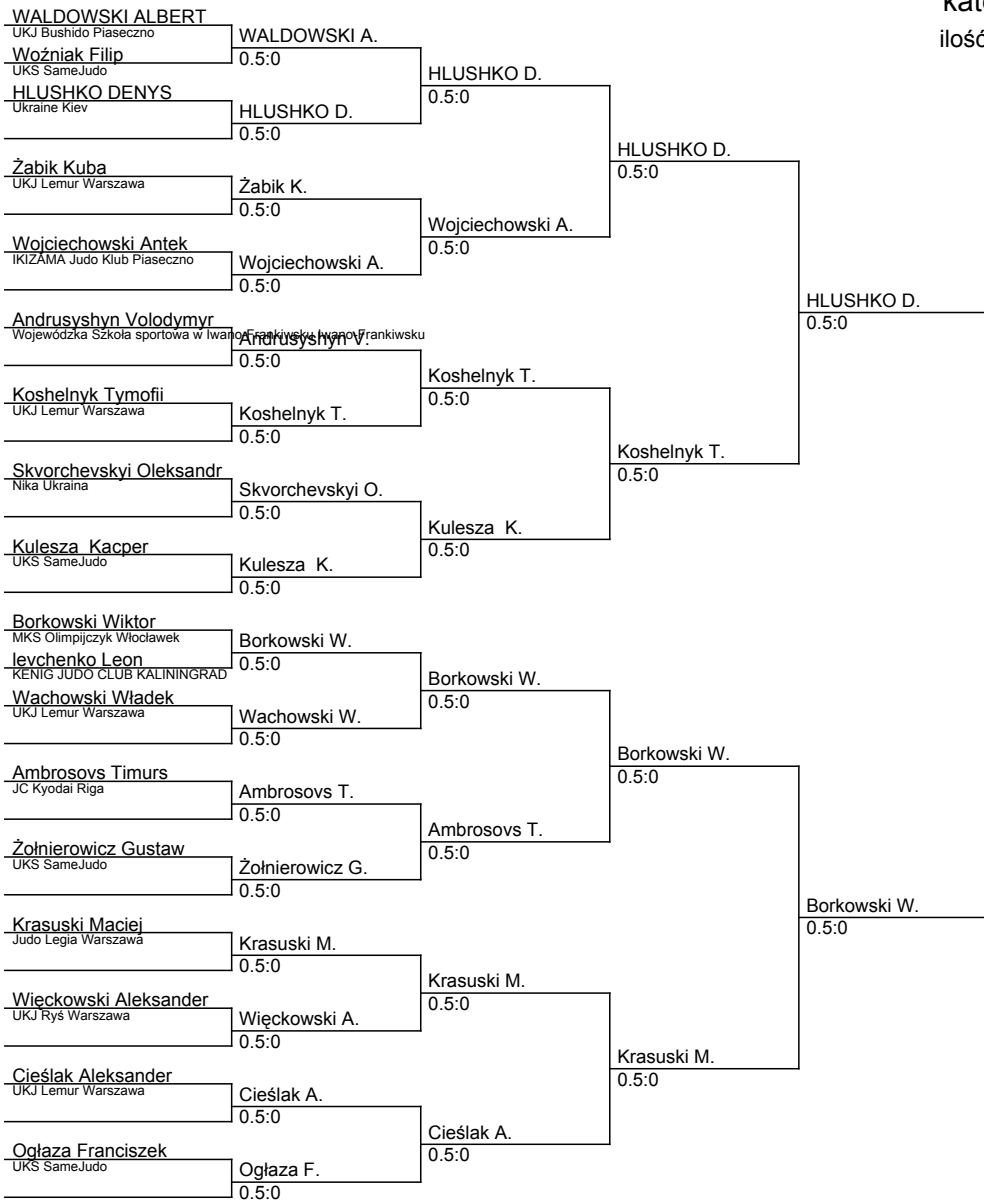 WALDOWSKI ALBERT
UKJ Bushido Piaseczno
Woźniak Filip
UKS SameJudo
HLUSHKO DENYS
Ukraine Kiev
Żabik Kuba
UKJ Lemur Warszawa
Wojciechowski Antek
IKIZAMA Judo Klub Piaseczno
Andrusyshyn Volodymyr
Wojewódzka Szkoła sportowa w Iwano-Frankiwsku Iwano-Frankiwsku
Koshelnyk Tymofii
UKJ Lemur Warszawa
Skvorchevskyi Oleksandr
Nika Ukraina
Kulesza  Kacper
UKS SameJudo
Borkowski Wiktor
MKS Olimpijczyk Włocławek
Ievchenko Leon
KENIG JUDO CLUB KALININGRAD
Wachowski Władek
UKJ Lemur Warszawa
Ambrosovs Timurs
JC Kyodai Riga
Żołnierowicz Gustaw
UKS SameJudo
Krasuski Maciej
Judo Legia Warszawa
Więckowski Aleksander
UKJ Ryś Warszawa
Cieślak Aleksander
UKJ Lemur Warszawa
Ogłaza Franciszek
UKS SameJudo
WALDOWSKI A.
0.5:0
HLUSHKO D.
0.5:0
Żabik K.
0.5:0
Wojciechowski A.
0.5:0
Andrusyshyn V.
0.5:0
Koshelnyk T.
0.5:0
Skvorchevskyi O.
0.5:0
Kulesza  K.
0.5:0
Borkowski W.
0.5:0
Wachowski W.
0.5:0
Ambrosovs T.
0.5:0
Żołnierowicz G.
0.5:0
Krasuski M.
0.5:0
Więckowski A.
0.5:0
Cieślak A.
0.5:0
Ogłaza F.
0.5:0
HLUSHKO D.
0.5:0
Wojciechowski A.
0.5:0
Koshelnyk T.
0.5:0
Kulesza  K.
0.5:0
Borkowski W.
0.5:0
Ambrosovs T.
0.5:0
Krasuski M.
0.5:0
Cieślak A.
0.5:0
HLUSHKO D.
0.5:0
Koshelnyk T.
0.5:0
Borkowski W.
0.5:0
Krasuski M.
0.5:0
HLUSHKO D.
0.5:0
Borkowski W.
0.5:0
ilość